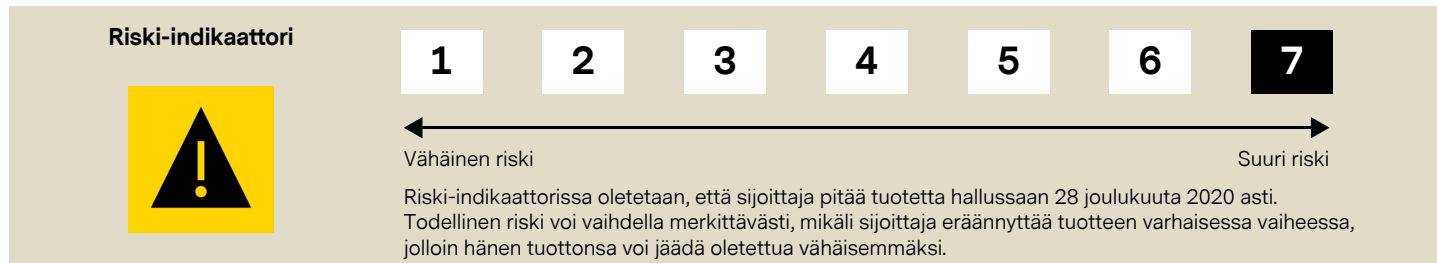 Riski-indikaattori
1 2 3 4 5 6 7
!
Vähäinen riski Suuri riski
Riski-indikaattorissa oletetaan, että sijoittaja pitää tuotetta hallussaan 28 joulukuuta 2020 asti.
Todellinen riski voi vaihdella merkittävästi, mikäli sijoittaja eräännyttää tuotteen varhaisessa vaiheessa,
jolloin hänen tuottonsa voi jäädä oletettua vähäisemmäksi.